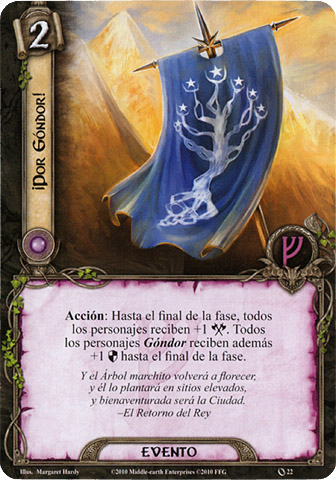 2
¡POR GONDOR!
Acción: Hasta el final de la fase, todos
los personajes reciben +1 . Todos
los personajes Góndor reciben además
+1 hasta el final de la fase.
Y el Árbol marchito volverá a florecer,
y él lo plantará en sitios elevados,
y bienaventurada será la Ciudad.
–El Retorno del Rey
EVENTO
Illus. Margaret Hardy ©2010 Middle-earth Enterprises ©2010 FFG 22